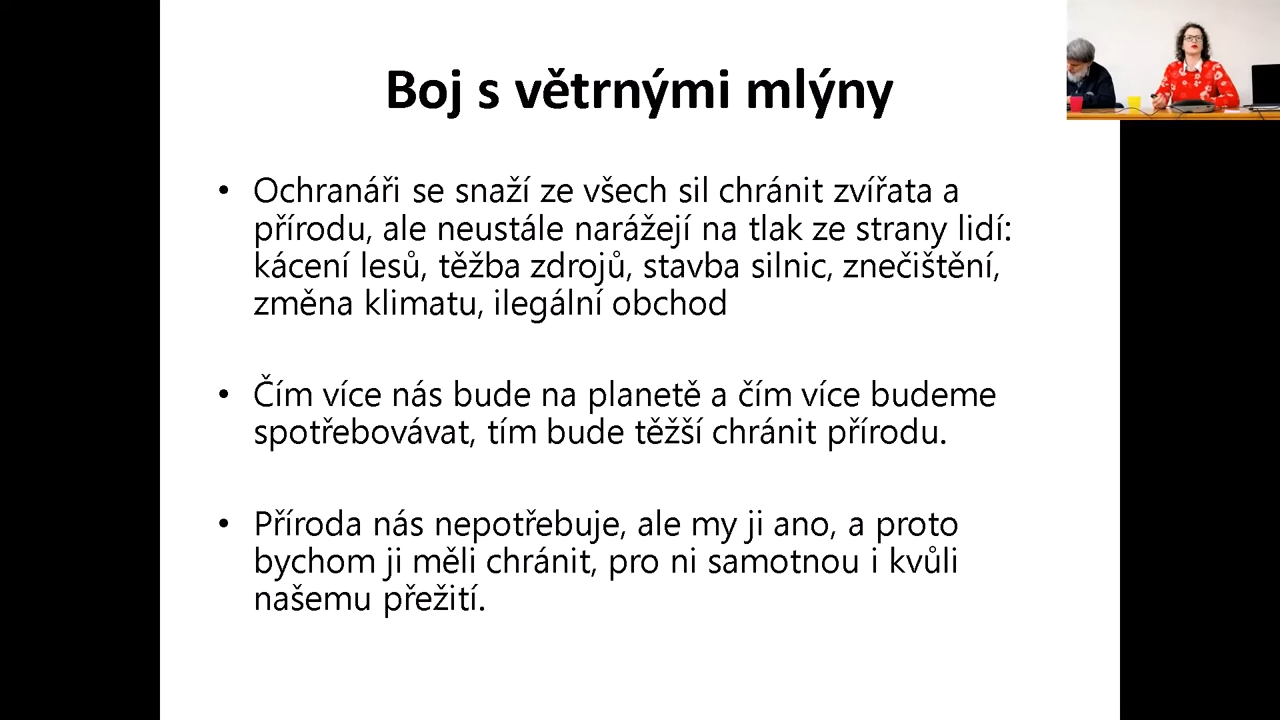 Boj s větrnými mlýny
• Ochranáři se snaží ze všech sil chránit zvířata a
přírodu, ale neustále narážejí na tlak ze strany lidí:
kácení lesů, těžba zdrojů, stavba silnic, znečištění,
změna klimatu, ilegální obchod
• Čím více nás bude na planetě a čím více budeme
spotřebovávat, tím bude těžší chránit přírodu.
• Příroda nás nepotřebuje, ale my ji ano, a proto
bychom ji měli chránit, pro ni samotnou i kvůli
našemu přežití.